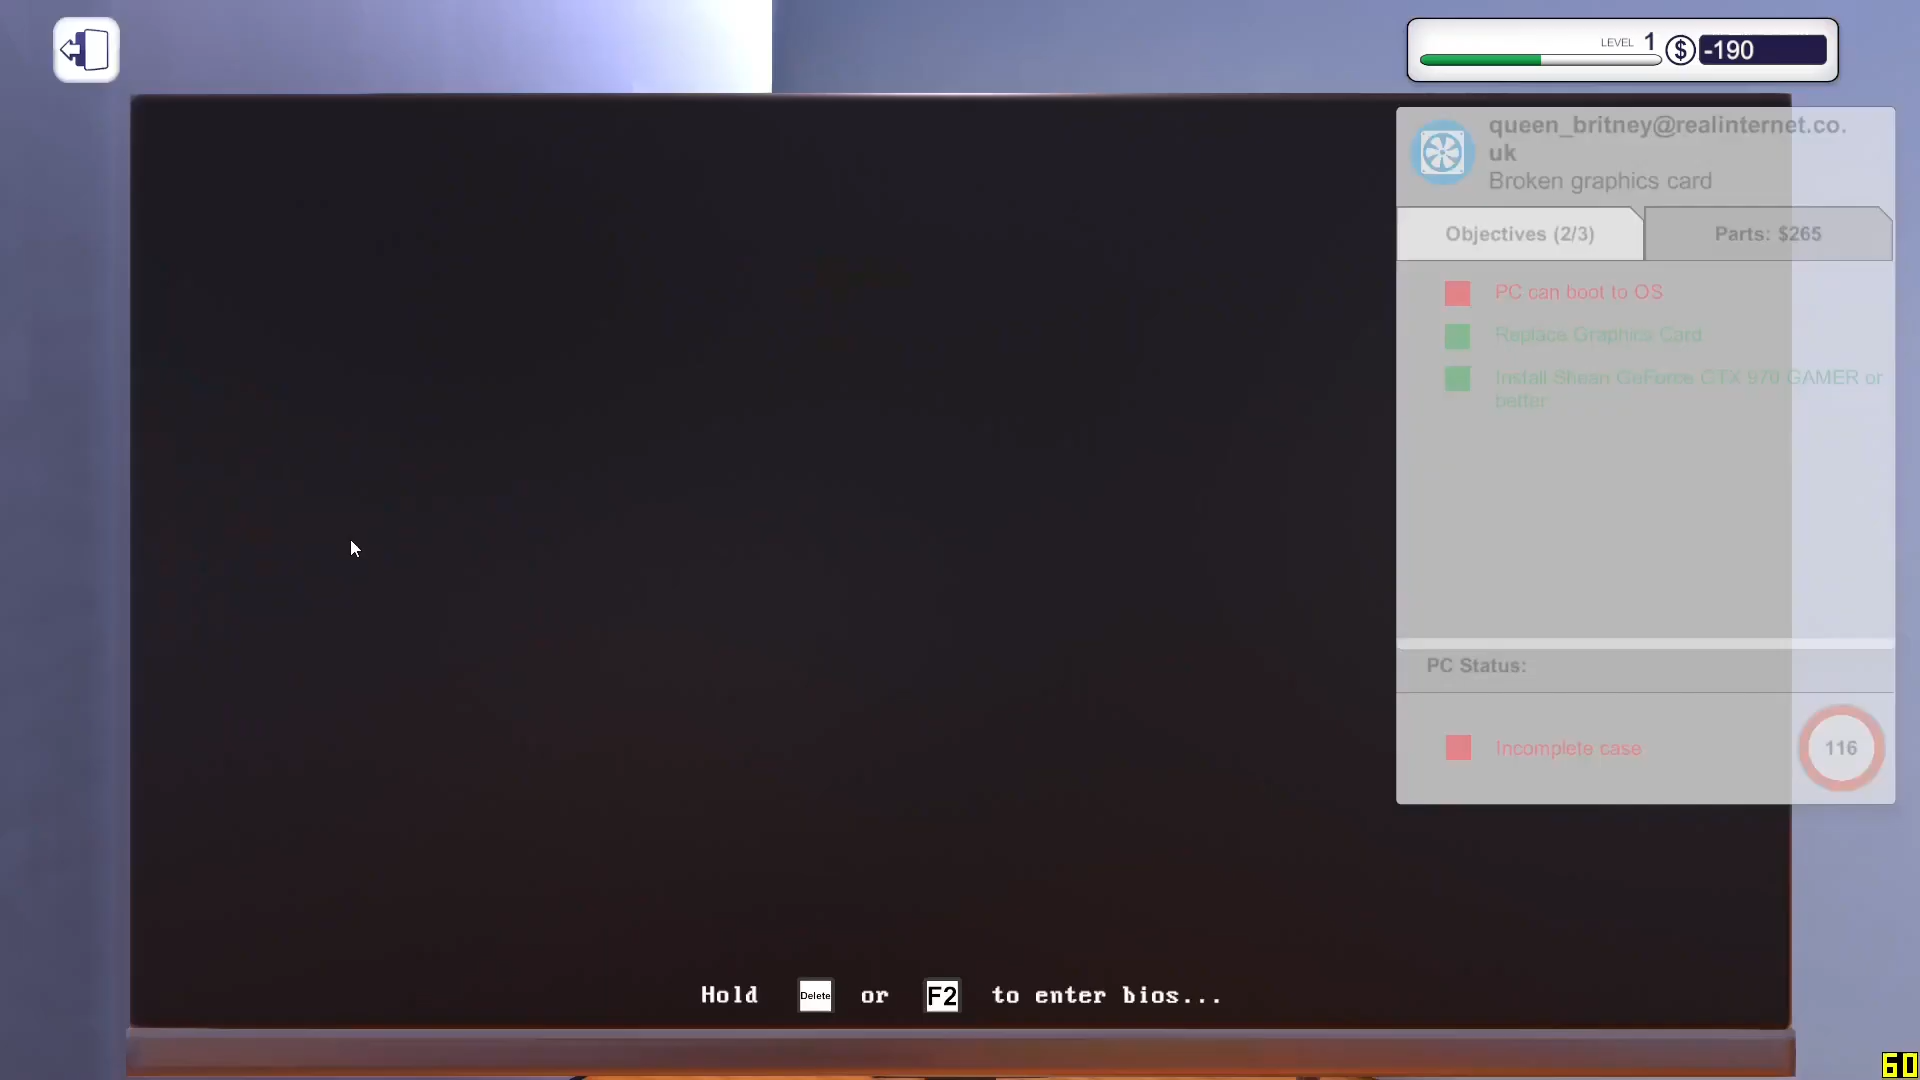 LEVEL 1 $ -190
queen_britney@realinternet.co.
uk
Broken graphics card
Objectives (2/3) Parts: $265
PC can boot to OS
Replace Graphics Card
Install Shean GeForce CTX 970 GAMER or
better
PC Status:
Incomplete case 116
Hold Delete or F2 to enter bios...
60